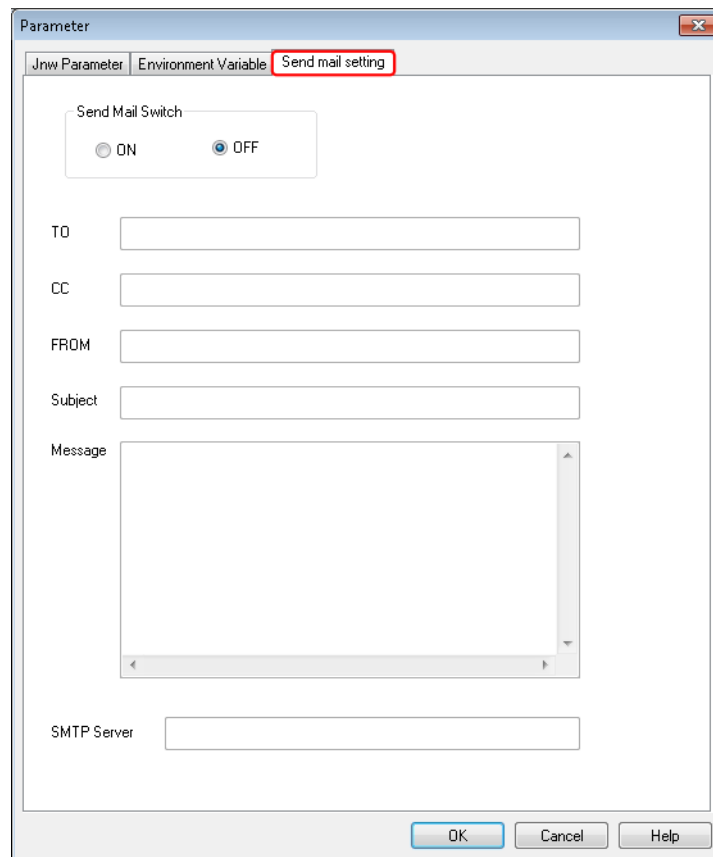 Parameter
Jnw Parameter Environment Variable Send mail setting
Send Mail Switch
ON OFF
TO
CC
FROM
Subject
Message
SMTP Server
OK Cancel Help